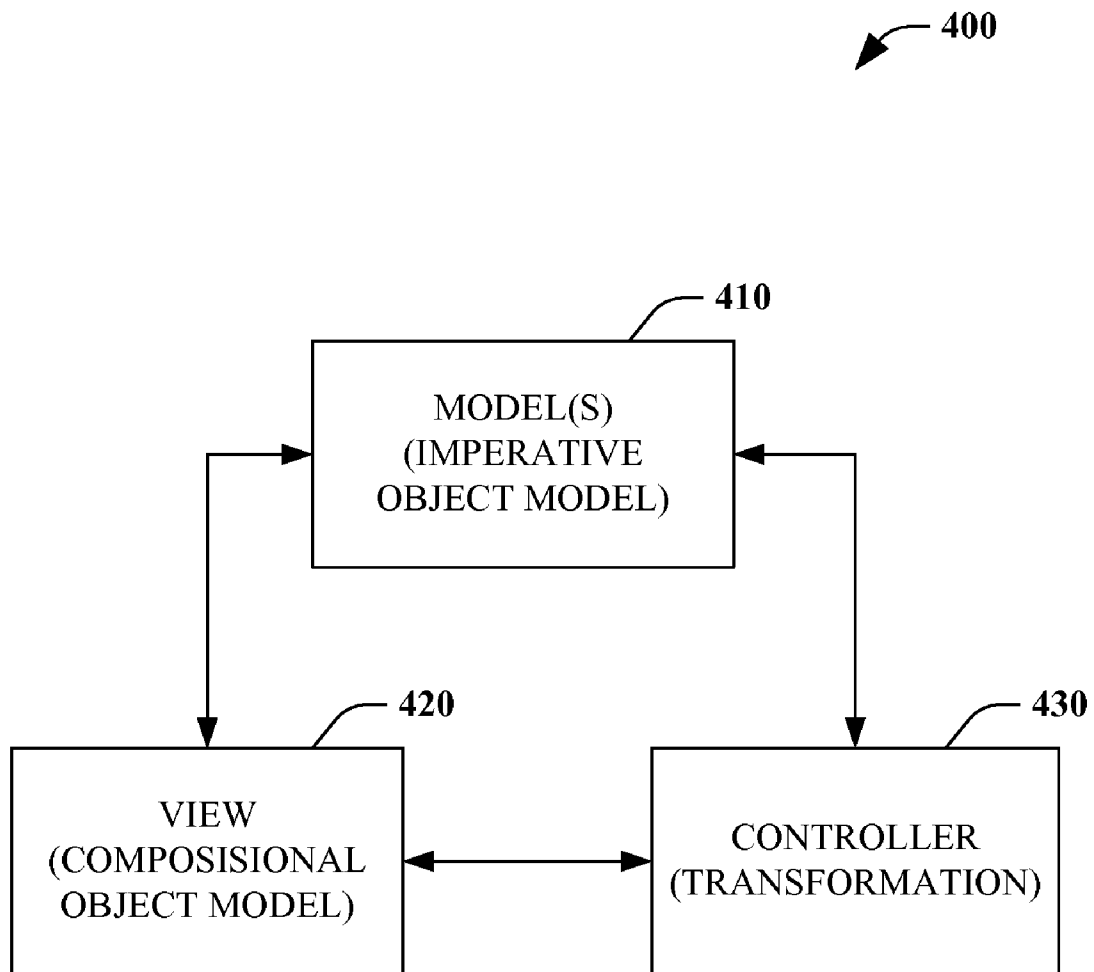 400
410
MODEL(S)
(IMPERATIVE
OBJECT MODEL)
420
VIEW
(COMPOSISIONAL
OBJECT MODEL)
430
CONTROLLER
(TRANSFORMATION)